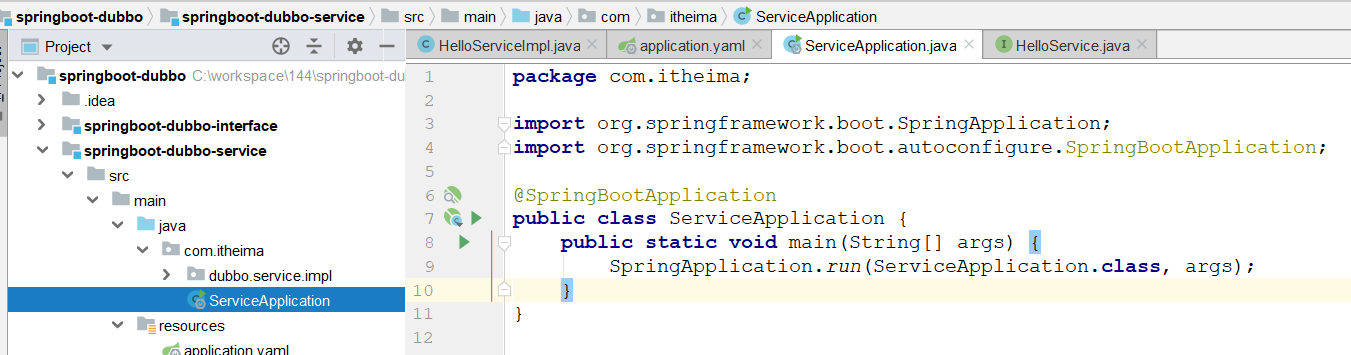 springboot-dubbo springboot-dubbo-service src main java com itheima ServiceApplication
Project
HelloServiceImpl.java application.yaml ServiceApplication.java HelloService.java
springboot-dubbo C:\workspace\144\springboot-du
.idea
springboot-dubbo-interface
springboot-dubbo-service
src
main
java
com.itheima
dubbo.service.impl
ServiceApplication
resources
application.yaml
1 package com.itheima;
2
3 import org.springframework.boot.SpringApplication;
4 import org.springframework.boot.autoconfigure.SpringBootApplication;
5
6 @SpringBootApplication
7 public class ServiceApplication {
8 public static void main(String[] args) {
9 SpringApplication.run(ServiceApplication.class, args);
10 }
11 }
12